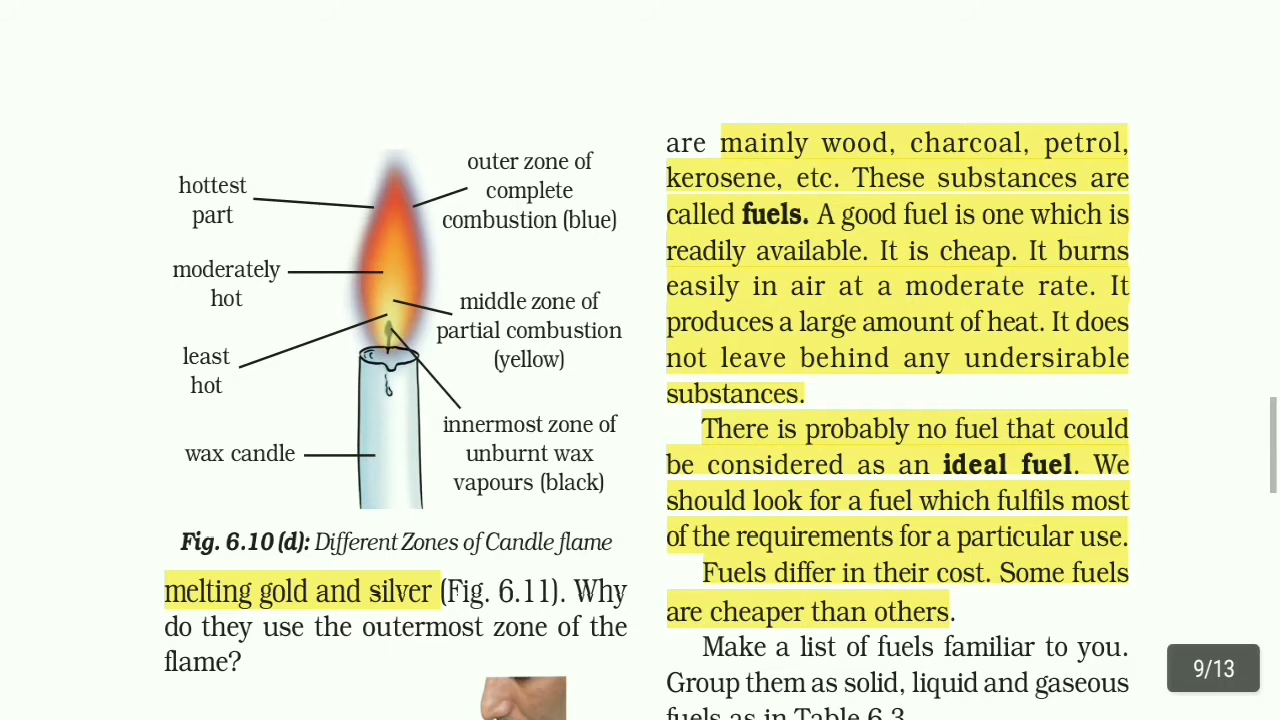 hottest
part
moderately
hot
least
hot
wax candle
outer zone of
complete
combustion (blue)
middle zone of
partial combustion
(yellow)
innermost zone of
unburnt wax
vapours (black)
Fig. 6.10 (d): Different Zones of Candle flame
melting gold and silver (Fig. 6.11). Why
do they use the outermost zone of the
flame?
are mainly wood, charcoal, petrol,
kerosene, etc. These substances are
called fuels. A good fuel is one which is
readily available. It is cheap. It burns
easily in air at a moderate rate. It
produces a large amount of heat. It does
not leave behind any undersirable
substances.
There is probably no fuel that could
be considered as an ideal fuel. We
should look for a fuel which fulfils most
of the requirements for a particular use.
Fuels differ in their cost. Some fuels
are cheaper than others.
Make a list of fuels familiar to you.
Group them as solid, liquid and gaseous
fuels as in Table 6.3.
9/13